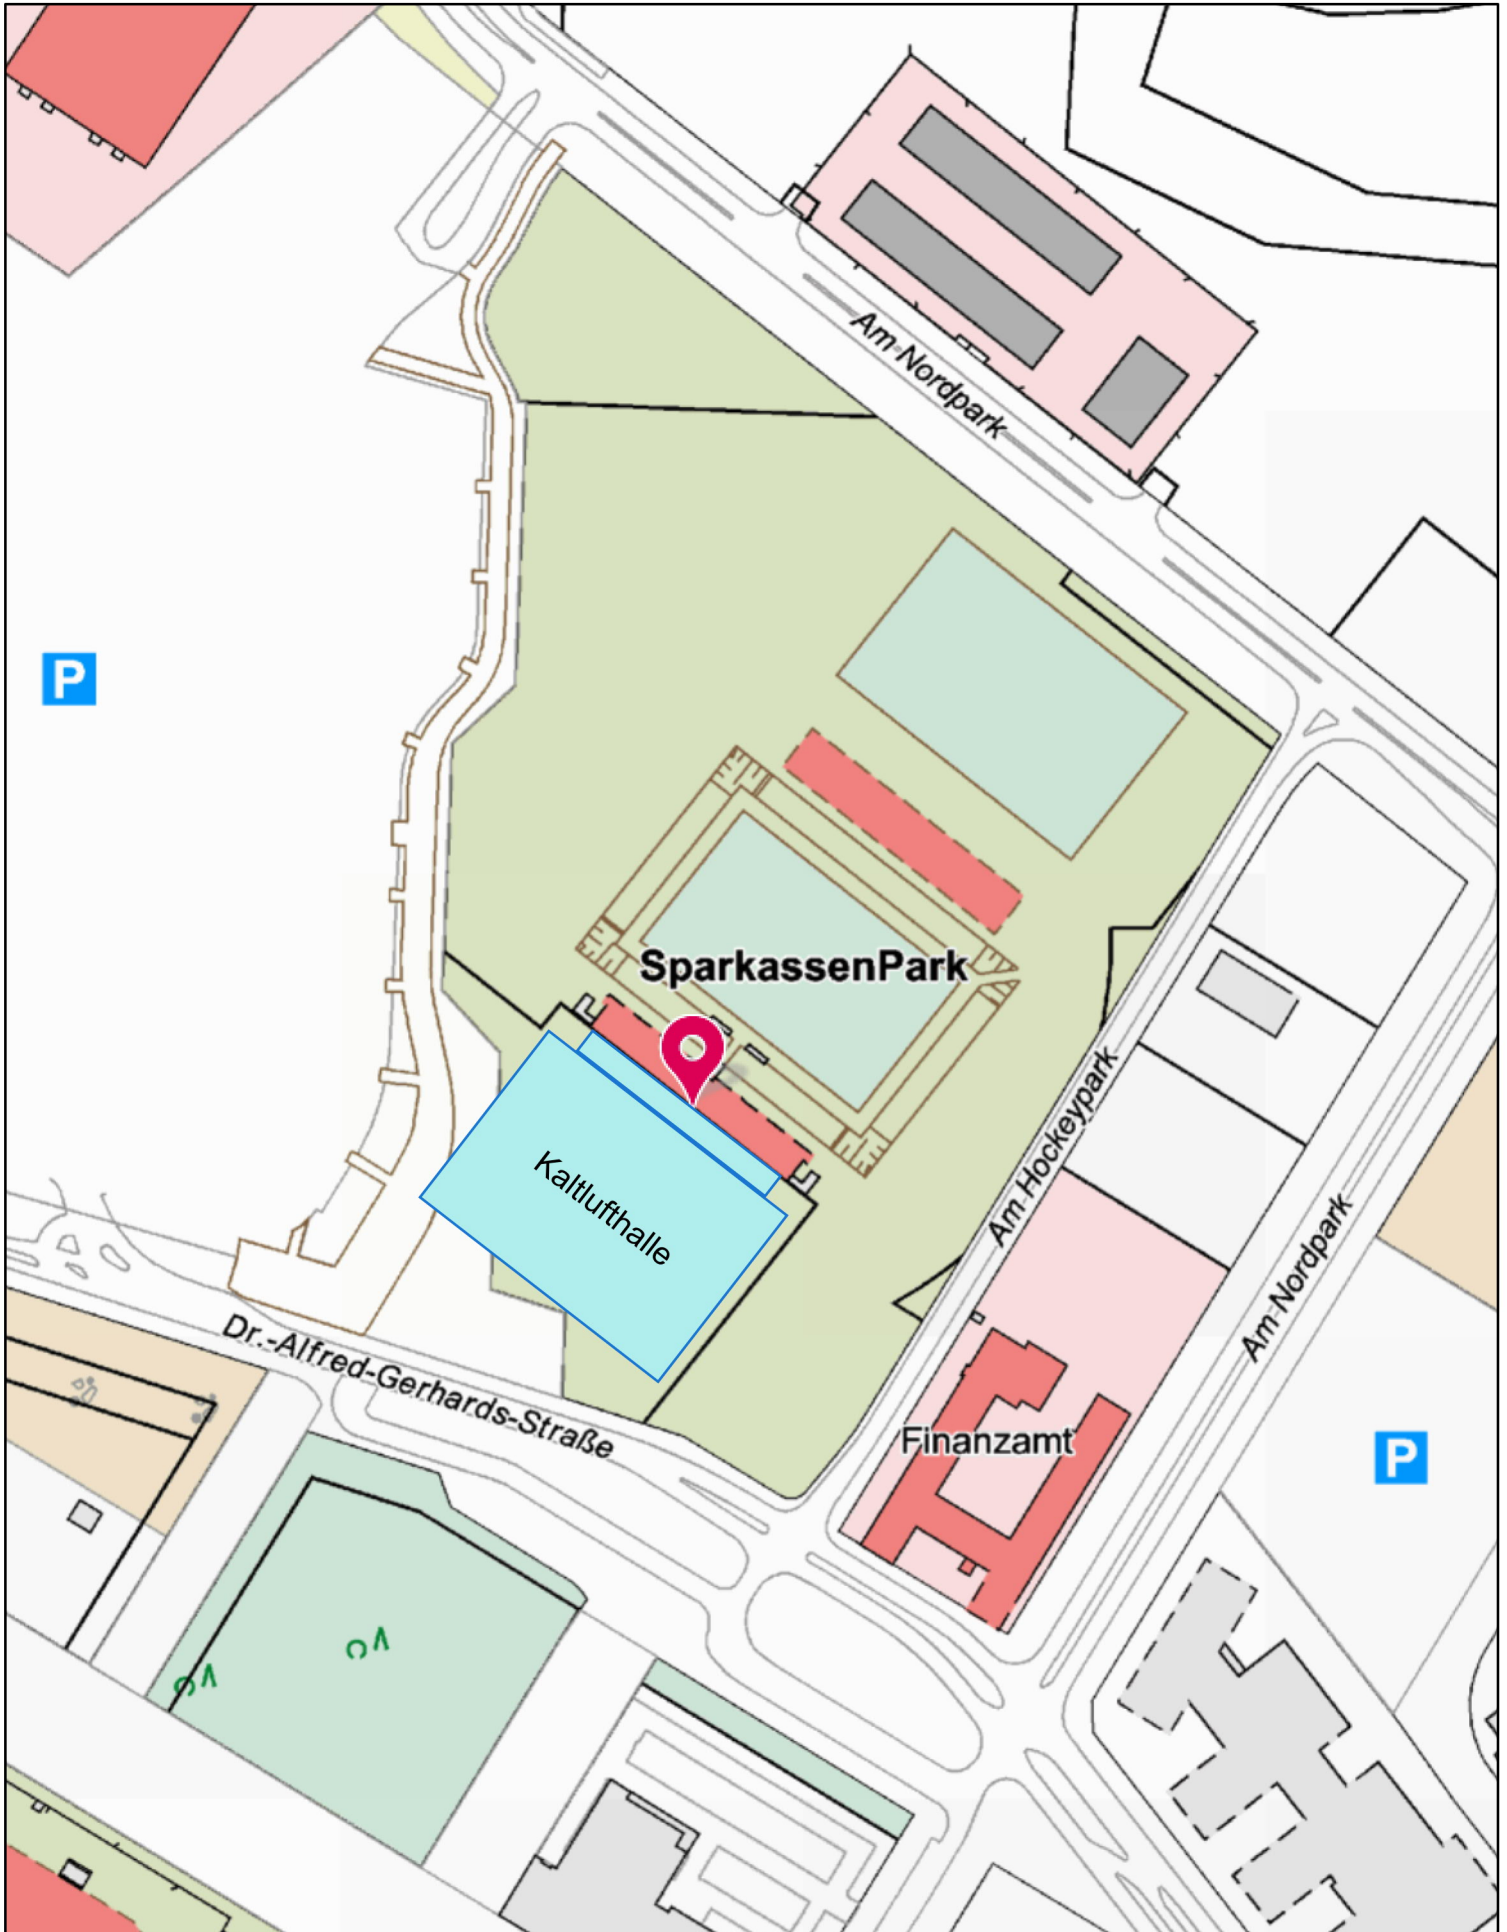 Am Nordpark
P
SparkassenPark
Am Hockeypark
Kaltlufthalle
Am Nordpark
Dr.-Alfred-Gerhards-Straße
Finanzamt
P